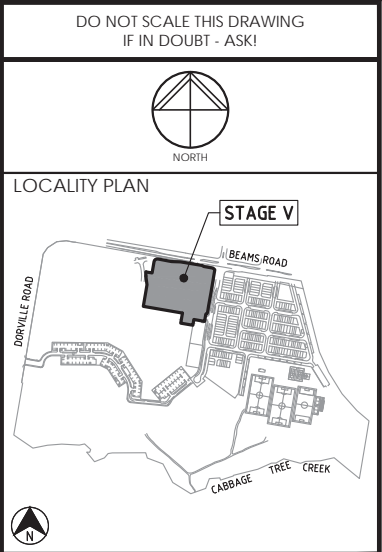 DO NOT SCALE THIS DRAWING
IF IN DOUBT - ASK!
NORTH
LOCALITY PLAN
STAGE V
BEAMS ROAD
DORVILLE ROAD
CABBAGE TREE CREEK
N